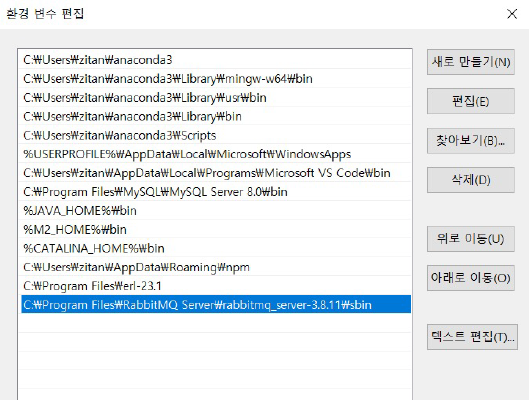 환경 변수 편집
C:₩Users₩zitan₩anaconda3
C:₩Users₩zitan₩anaconda3₩Library₩mingw-w64₩bin
C:₩Users₩zitan₩anaconda3₩Library₩usr₩bin
C:₩Users₩zitan₩anaconda3₩Library₩bin
C:₩Users₩zitan₩anaconda3₩Scripts
%USERPROFILE%₩AppData₩Local₩Microsoft₩WindowsApps
C:₩Users₩zitan₩AppData₩Local₩Programs₩Microsoft VS Code₩bin
C:₩Program Files₩MySQL₩MySQL Server 8.0₩bin
%JAVA_HOME%₩bin
%M2_HOME%₩bin
%CATALINA_HOME%₩bin
C:₩Users₩zitan₩AppData₩Roaming₩npm
C:₩Program Files₩erl-23.1
C:₩Program Files₩RabbitMQ Server₩rabbitmq_server-3.8.11₩sbin
새로 만들기(N)
편집(E)
찾아보기(B)...
삭제(D)
위로 이동(U)
아래로 이동(O)
텍스트 편집(T)...